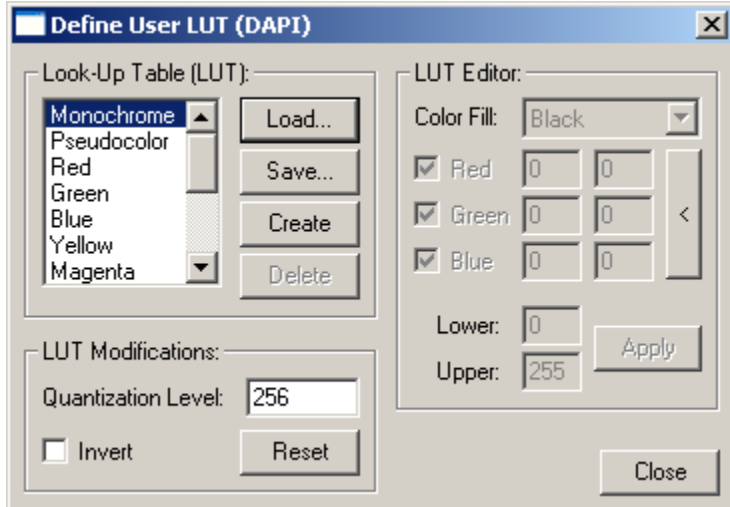 Define User LUT (DAPI)
Look-Up Table (LUT):
Monochrome
Pseudocolor
Red
Green
Blue
Yellow
Magenta
Load...
Save...
Create
Delete
LUT Modifications:
Quantization Level: 256
Invert
Reset
LUT Editor:
Color Fill: Black
Red 0 0
Green 0 0
Blue 0 0
<
Lower: 0
Upper: 255
Apply
Close